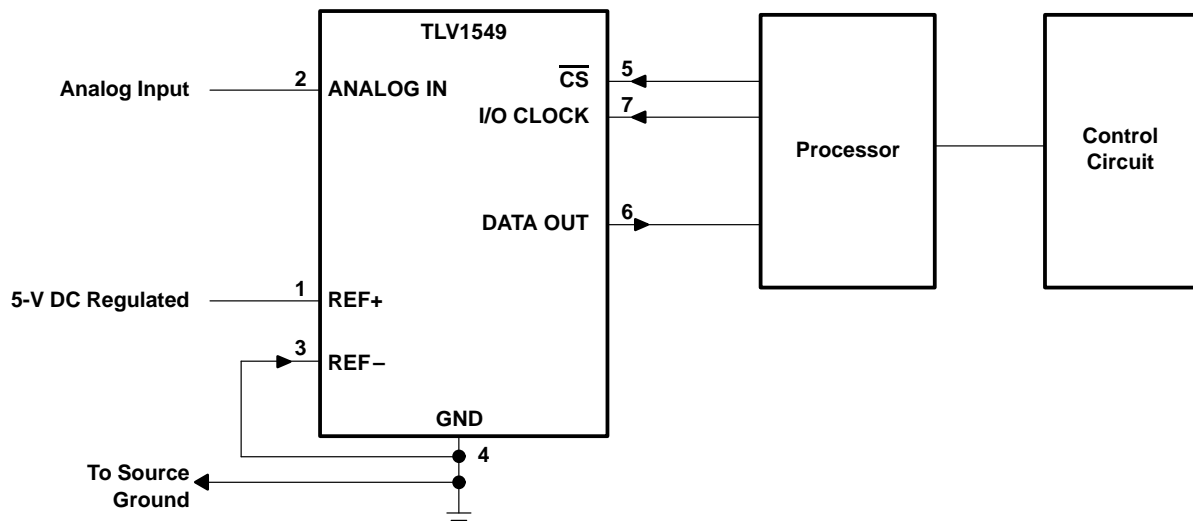 TLV1549
Analog Input
2
ANALOG IN
C̅S̅
5
I/O CLOCK
7
DATA OUT
6
5-V DC Regulated
1
REF+
3
REF–
GND
4
To Source
Ground
Processor
Control
Circuit